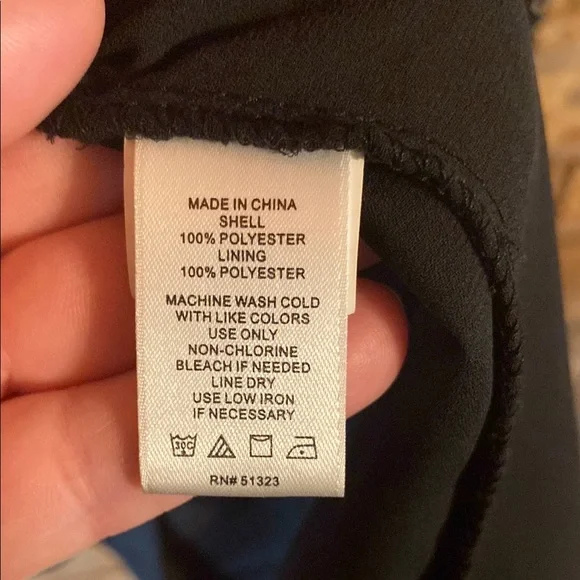 MADE IN CHINA
SHELL
100% POLYESTER
LINING
100% POLYESTER
MACHINE WASH COLD
WITH LIKE COLORS
USE ONLY
NON-CHLORINE
BLEACH IF NEEDED
LINE DRY
USE LOW IRON
IF NECESSARY
30C
RN# 51323